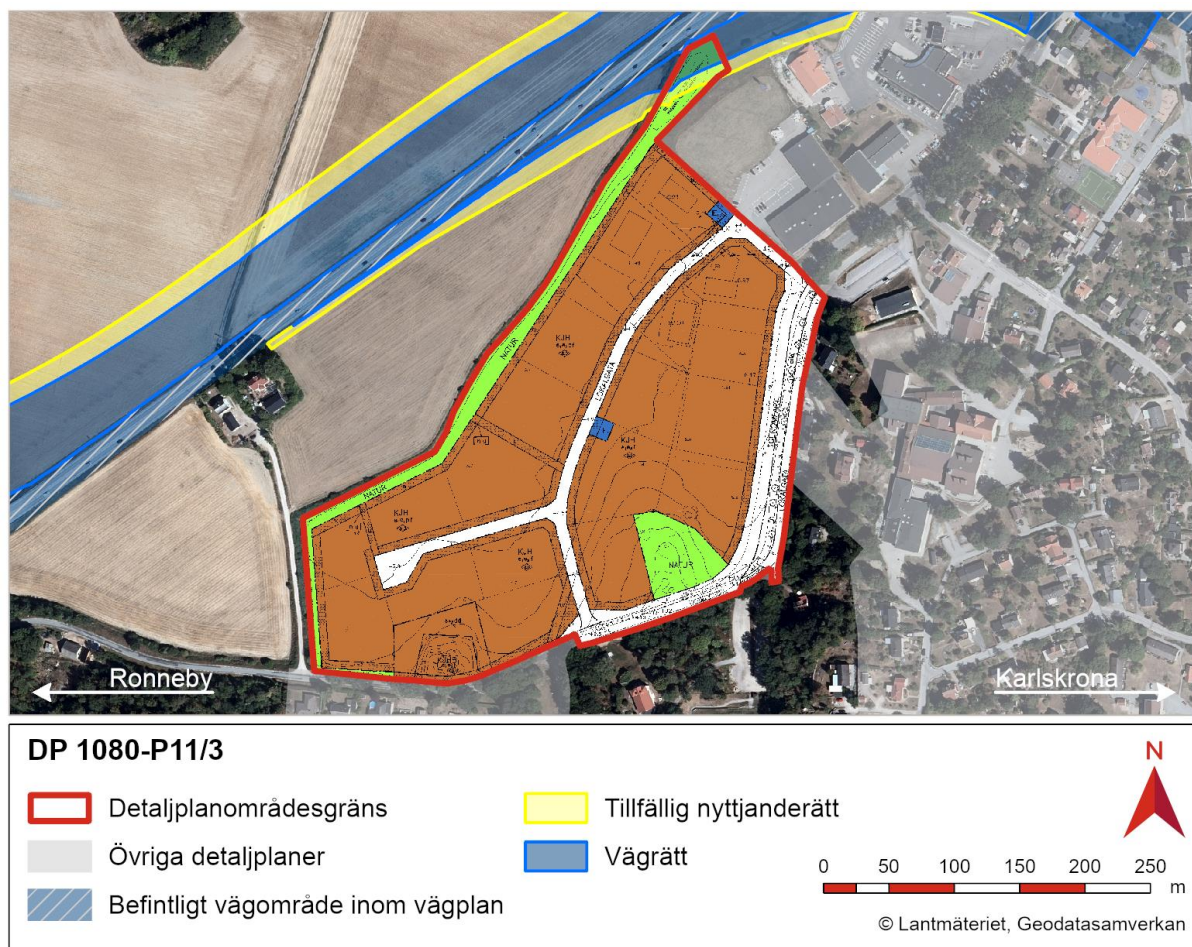 NATUR
KJH
LOKALGATA
KJH
NATUR
KJH
KJH
NATUR
Ronneby
Karlskrona
DP 1080-P11/3
Detaljplanområdesgräns
Övriga detaljplaner
Befintligt vägområde inom vägplan
Tillfällig nyttjanderätt
Vägrätt
N
0 50 100 150 200 250
m
© Lantmäteriet, Geodatasamverkan